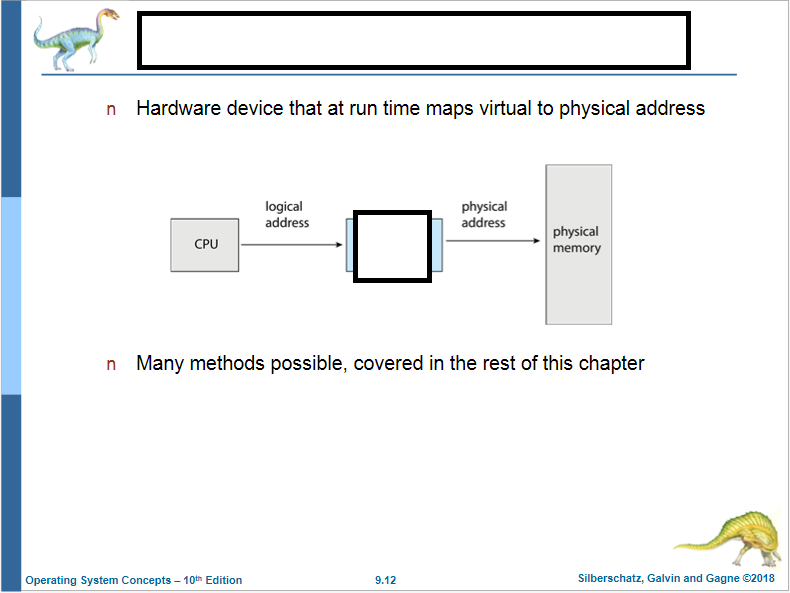 n Hardware device that at run time maps virtual to physical address
logical
address
physical
address
CPU
physical
memory
n Many methods possible, covered in the rest of this chapter
Operating System Concepts – 10th Edition
9.12
Silberschatz, Galvin and Gagne ©2018